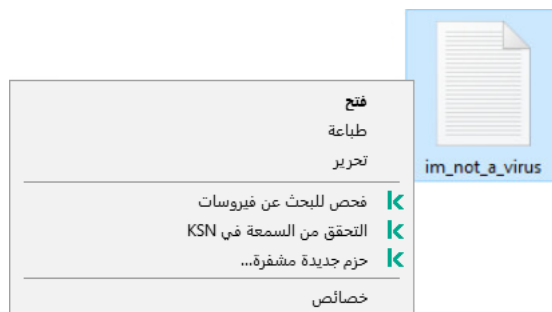 فتح
طباعة
تحرير
im_not_a_virus
فحص للبحث عن فيروسات
التحقق من السمعة في KSN
حزم جديدة مشفرة...
خصائص